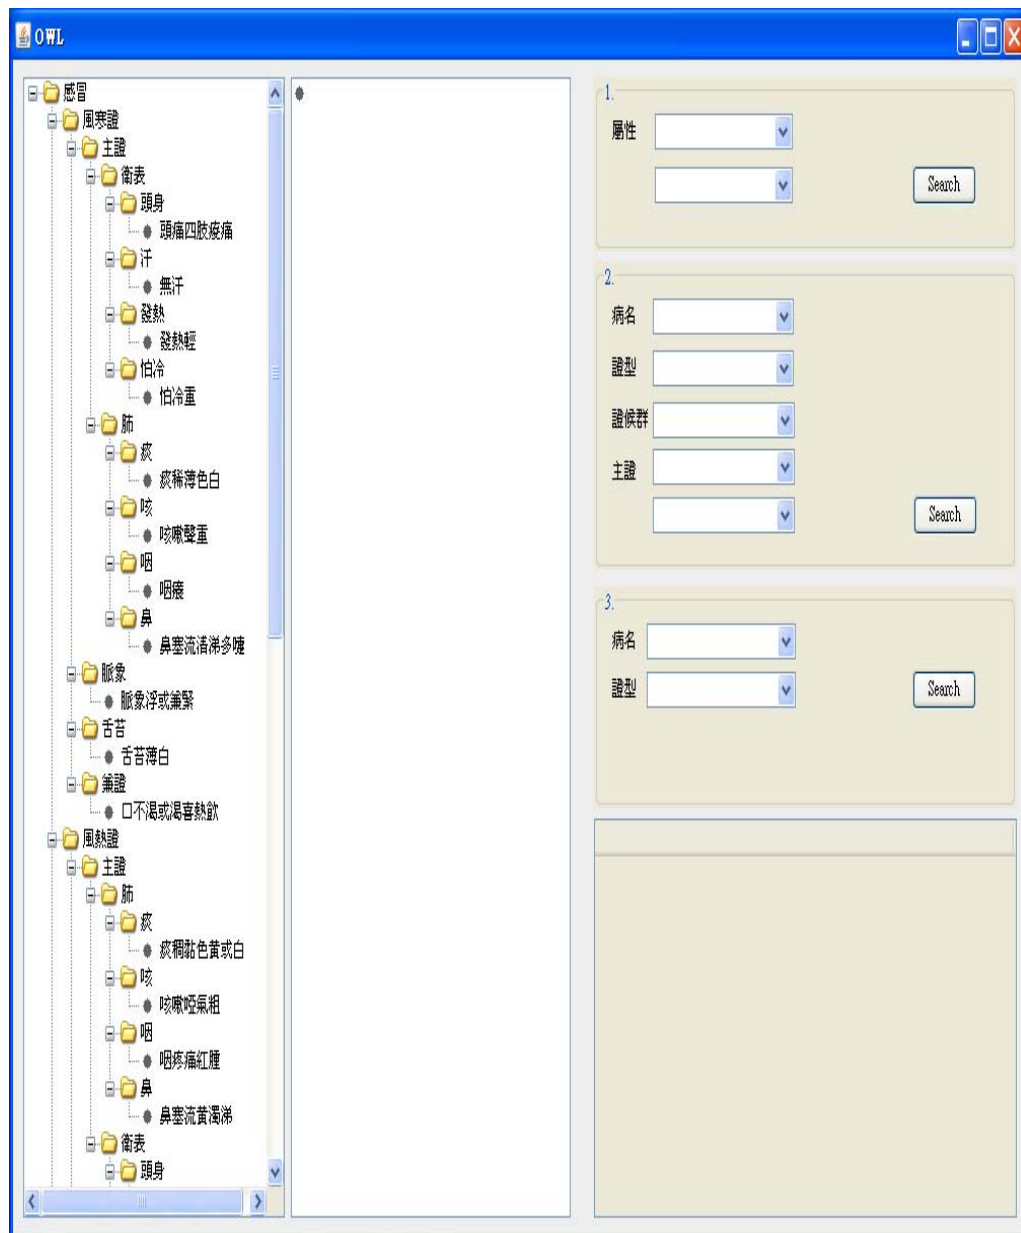 OWL
感冒
風寒證
主證
衛表
頭身
頭痛四肢痠痛
汗
無汗
發熱
發熱輕
怕冷
怕冷重
肺
痰
痰稀薄色白
咳
咳嗽聲重
咽
咽癢
鼻
鼻塞流清涕多嚏
脈象
脈象浮或兼緊
舌苔
舌苔薄白
兼證
口不渴或渴喜熱飲
風熱證
主證
肺
痰
痰稠黏色黃或白
咳
咳嗽啞氣粗
咽
咽疼痛紅腫
鼻
鼻塞流黃濁涕
衛表
頭身
1.
屬性
Search
2.
病名
證型
證候群
主證
Search
3.
病名
證型
Search